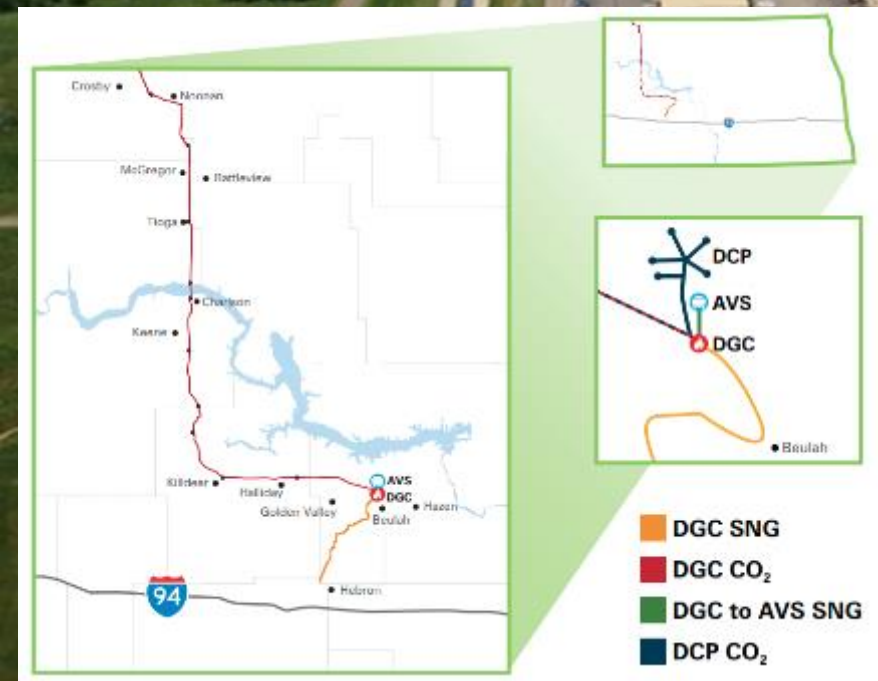 Crosby
Noonan
McGregor
Battleview
Tioga
Charlson
Keene
Killdeer
Halliday
Golden Valley
AVS
DGC
Beulah
Hazen
Hebron
94
DCP
AVS
DGC
Beulah
DGC SNG
DGC CO₂
DGC to AVS SNG
DCP CO₂